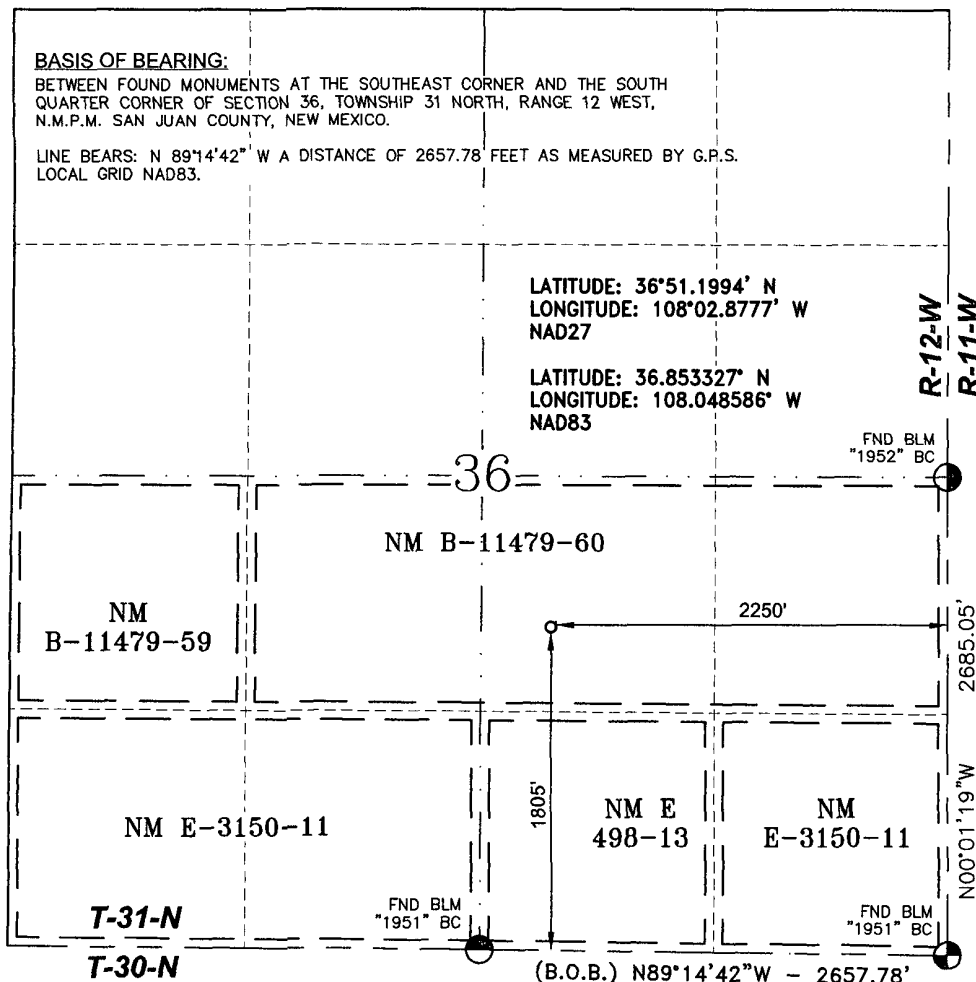 BASIS OF BEARING:
BETWEEN FOUND MONUMENTS AT THE SOUTHEAST CORNER AND THE SOUTH
QUARTER CORNER OF SECTION 36, TOWNSHIP 31 NORTH, RANGE 12 WEST,
N.M.P.M. SAN JUAN COUNTY, NEW MEXICO.
LINE BEARS: N 89°14'42" W A DISTANCE OF 2657.78 FEET AS MEASURED BY G.P.S.
LOCAL GRID NAD83.
LATITUDE: 36°51.1994' N
LONGITUDE: 108°02.8777' W
NAD27
LATITUDE: 36.853327° N
LONGITUDE: 108.048586° W
NAD83
R-12-W
R-11-W
FND BLM
"1952" BC
36
NM B-11479-60
NM
B-11479-59
2250'
2685.05'
N00°01'19"W
1805'
NM E-3150-11
NM E
498-13
NM
E-3150-11
T-31-N
T-30-N
FND BLM
"1951" BC
FND BLM
"1951" BC
(B.O.B.) N89°14'42"W - 2657.78'